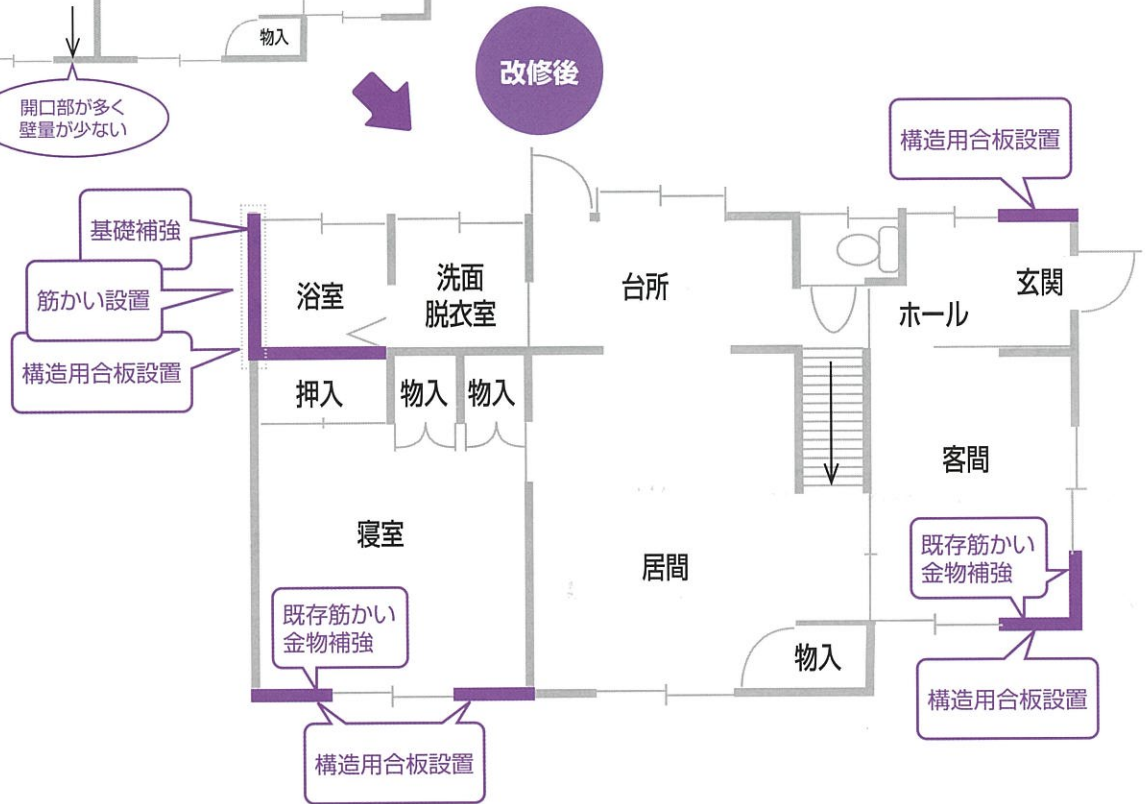 物入
開口部が多く
壁量が少ない
改修後
構造用合板設置
基礎補強
筋かい設置
構造用合板設置
浴室
洗面
脱衣室
台所
ホール
玄関
押入
物入
物入
客間
寝室
居間
既存筋かい
金物補強
既存筋かい
金物補強
物入
構造用合板設置
構造用合板設置